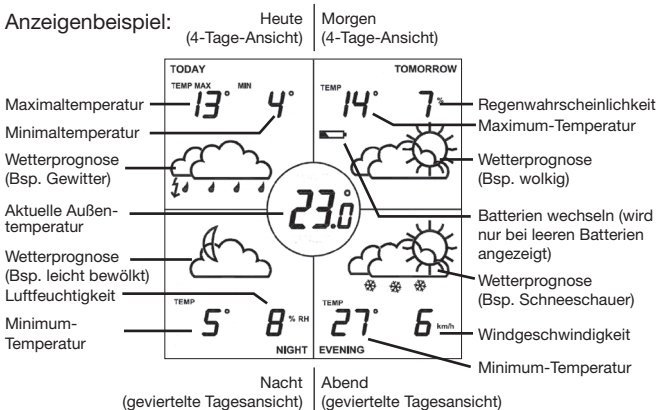 Anzeigenbeispiel:
Heute
(4-Tage-Ansicht)
Morgen
(4-Tage-Ansicht)
Maximaltemperatur
Minimaltemperatur
Wetterprognose
(Bsp. Gewitter)
Aktuelle Außen-
temperatur
Wetterprognose
(Bsp. leicht bewölkt)
Luftfeuchtigkeit
Minimum-
Temperatur
TODAY
TEMP MAX MIN
13° 4°
TOMORROW
TEMP
14° 7%
23.0°
TEMP
5° 8 % RH
NIGHT
TEMP
27° 6 km/h
EVENING
Regenwahrscheinlichkeit
Maximum-Temperatur
Wetterprognose
(Bsp. wolkig)
Batterien wechseln (wird
nur bei leeren Batterien
angezeigt)
Wetterprognose
(Bsp. Schneeschauer)
Windgeschwindigkeit
Minimum-Temperatur
Nacht
(geviertelte Tagesansicht)
Abend
(geviertelte Tagesansicht)